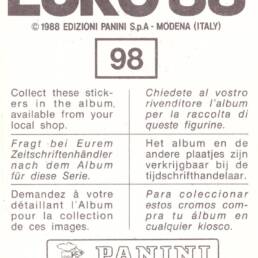 EURO 88
© 1988 EDIZIONI PANINI S.p.A - MODENA (ITALY)
98
Collect these stick-
ers in the album,
available from your
local shop.
Chiedete al vostro
rivenditore l'album
per la raccolta di
queste figurine.
Fragt bei Eurem
Zeitschriftenhändler
nach dem Album
für diese Serie.
Het album en de
andere plaatjes zijn
verkrijgbaar bij de
tijdschrifthandelaar.
Demandez à votre
détaillant l'Album
pour la collection
de ces images.
Para coleccionar
estos cromos com-
pra tu álbum en
cualquier kiosco.
PANINI